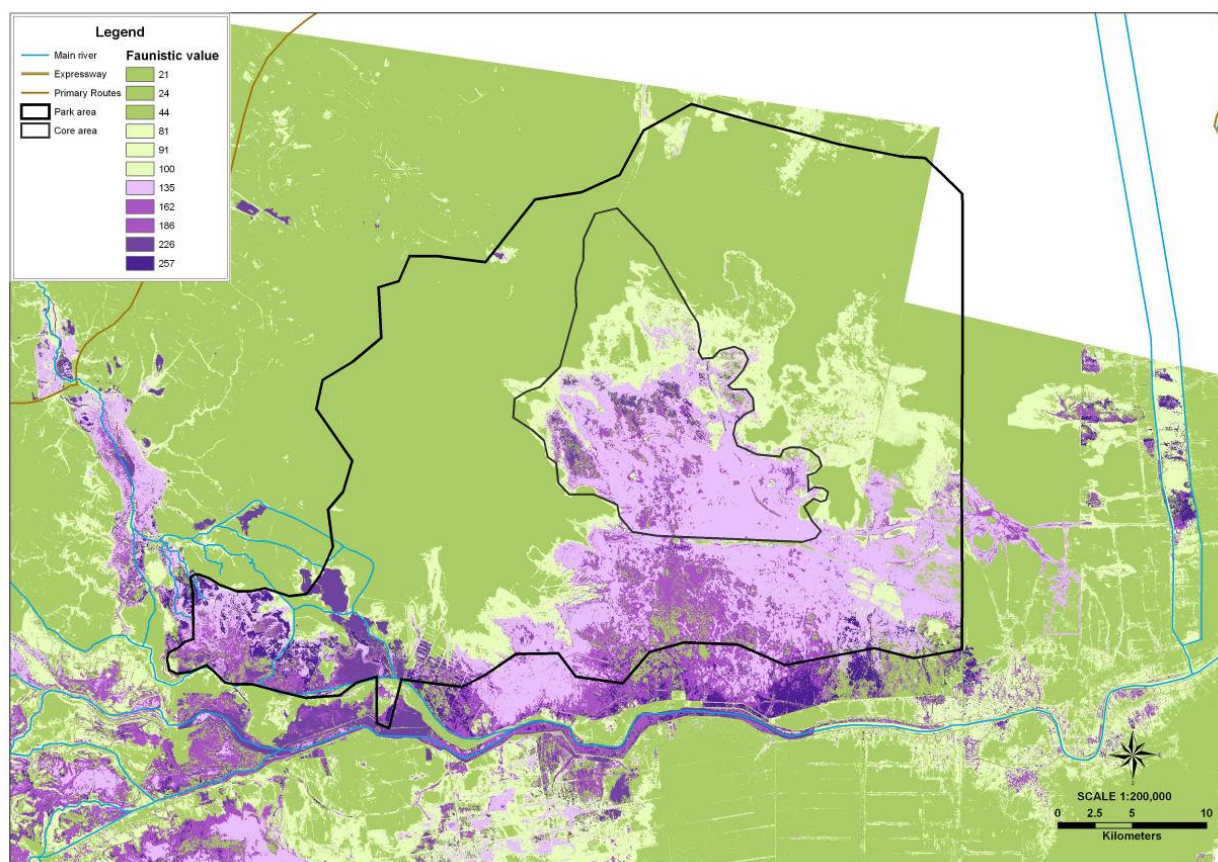 Legend
Main river
Expressway
Primary Routes
Park area
Core area
Faunistic value
21
24
44
81
91
100
135
162
186
226
257
SCALE 1:200,000
0 2.5 5 10
Kilometers